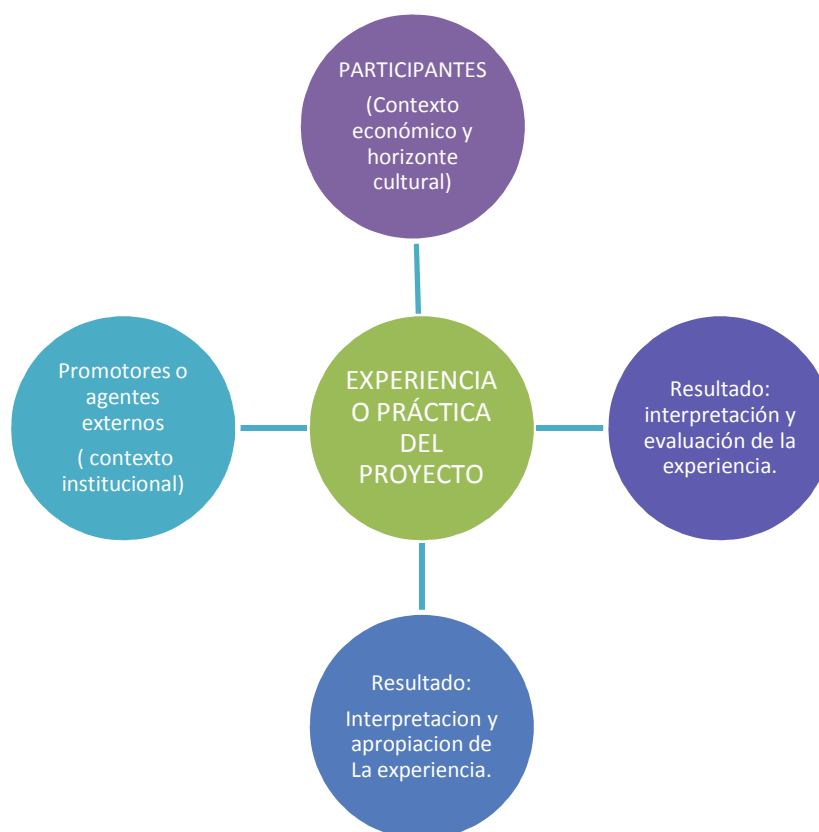 PARTICIPANTES
(Contexto
económico y
horizonte
cultural)
Promotores o
agentes
externos
( contexto
institucional)
EXPERIENCIA
O PRÁCTICA
DEL
PROYECTO
Resultado:
interpretación y
evaluación de la
experiencia.
Resultado:
Interpretacion y
apropiacion de
La experiencia.